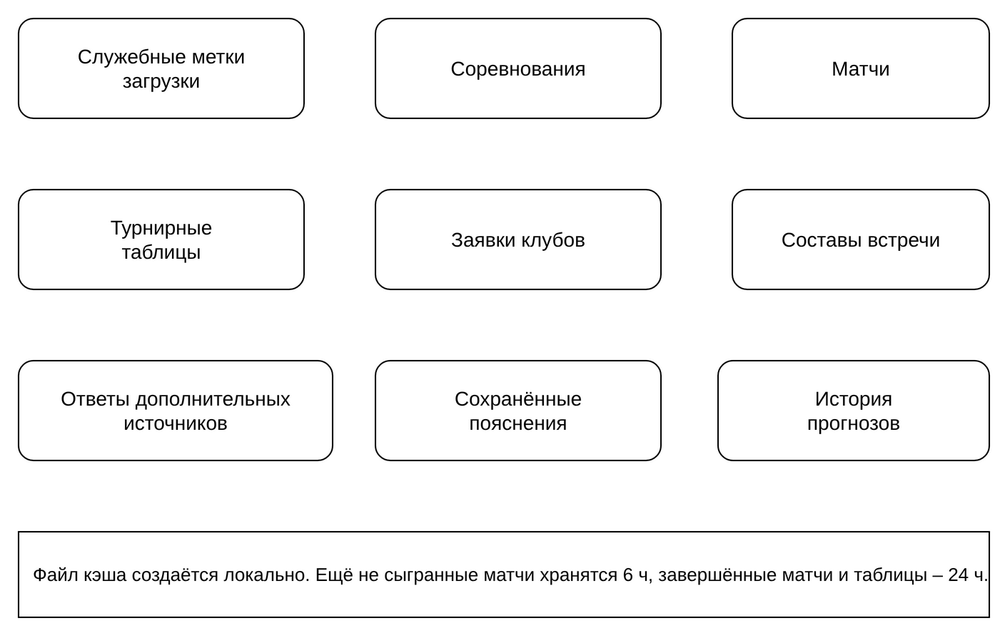 Служебные метки
загрузки
Соревнования
Матчи
Турнирные
таблицы
Заявки клубов
Составы встречи
Ответы дополнительных
источников
Сохранённые
пояснения
История
прогнозов
Файл кэша создаётся локально. Ещё не сыгранные матчи хранятся 6 ч, завершённые матчи и таблицы – 24 ч.